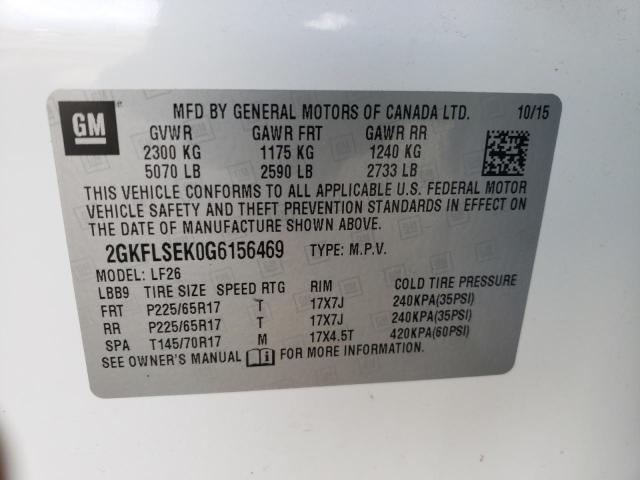 GM
MFD BY GENERAL MOTORS OF CANADA LTD. 10/15
GVWR GAWR FRT GAWR RR
2300 KG 1175 KG 1240 KG
5070 LB 2590 LB 2733 LB
THIS VEHICLE CONFORMS TO ALL APPLICABLE U.S. FEDERAL MOTOR
VEHICLE SAFETY AND THEFT PREVENTION STANDARDS IN EFFECT ON
THE DATE OF MANUFACTURE SHOWN ABOVE.
2GKFLSEK0G6156469 TYPE: M.P.V.
MODEL: LF26
LBB9 TIRE SIZE SPEED RTG RIM COLD TIRE PRESSURE
FRT P225/65R17 T 17X7J 240KPA(35PSI)
RR P225/65R17 T 17X7J 240KPA(35PSI)
SPA T145/70R17 M 17X4.5T 420KPA(60PSI)
SEE OWNER'S MANUAL FOR MORE INFORMATION.